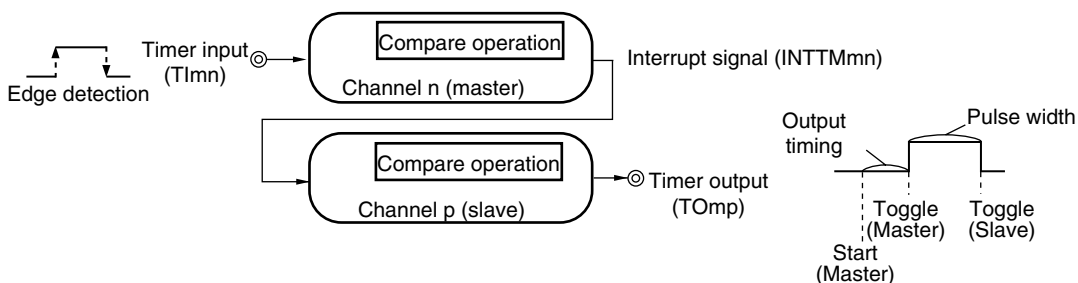 Edge detection
Timer input
(TImn)
Compare operation
Channel n (master)
Interrupt signal (INTTMmn)
Compare operation
Channel p (slave)
Timer output
(TOmp)
Output
timing
Pulse width
Toggle
(Master)
Toggle
(Slave)
Start
(Master)